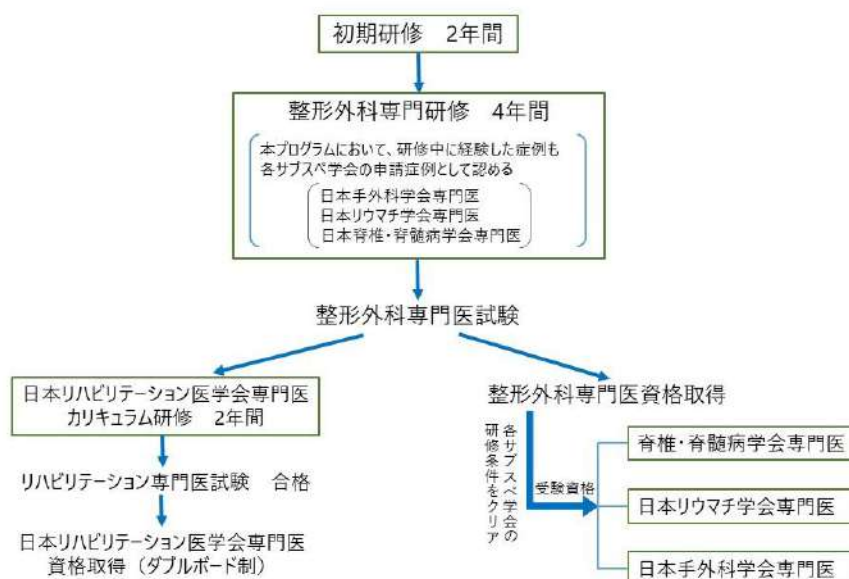 初期研修　2年間
整形外科専門研修　4年間
本プログラムにおいて、研修中に経験した症例も
各サブスペ学会の申請症例として認める
日本手外科学会専門医
日本リウマチ学会専門医
日本脊椎・脊髄病学会専門医
整形外科専門医試験
日本リハビリテーション医学会専門医
カリキュラム研修　2年間
リハビリテーション専門医試験　合格
日本リハビリテーション医学会専門医
資格取得（ダブルボード制）
整形外科専門医資格取得
各サブスペ学会の
研修条件をクリア
受験資格
脊椎・脊髄病学会専門医
日本リウマチ学会専門医
日本手外科学会専門医